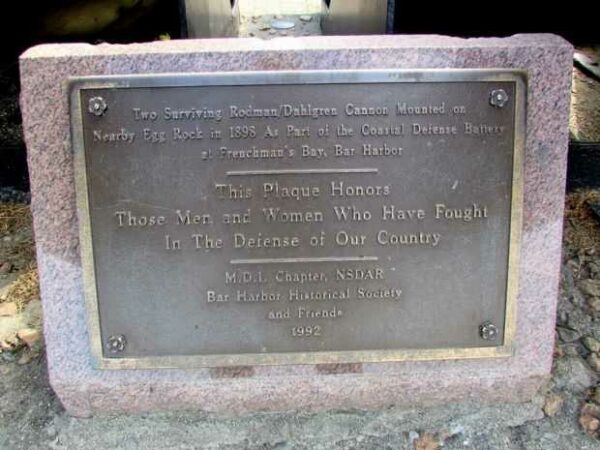 Two Surviving Rodman/Dahlgren Cannon Mounted on
Nearby Egg Rock in 1898 As Part of the Coastal Defense Battery
at Frenchman's Bay, Bar Harbor
This Plaque Honors
Those Men and Women Who Have Fought
In The Defense of Our Country
M.D.I. Chapter, NSDAR
Bar Harbor Historical Society
and Friends
1992